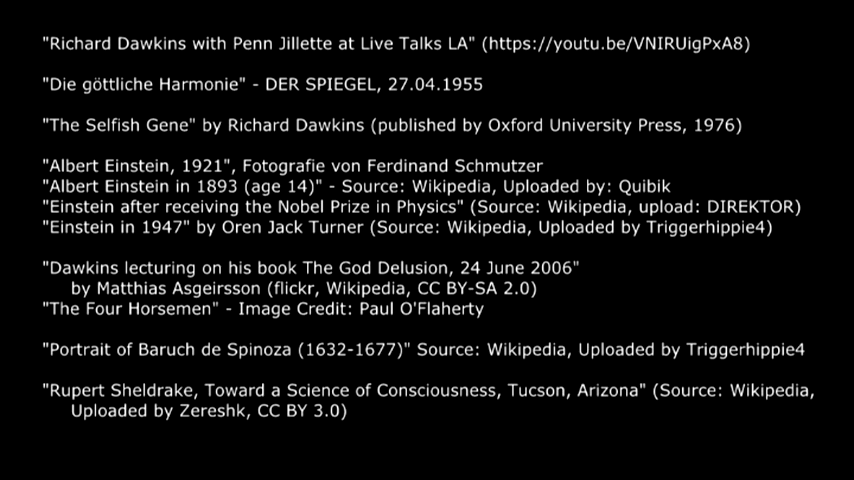 "Richard Dawkins with Penn Jillette at Live Talks LA" (https://youtu.be/VNIRUigPxA8)
"Die göttliche Harmonie" - DER SPIEGEL, 27.04.1955
"The Selfish Gene" by Richard Dawkins (published by Oxford University Press, 1976)
"Albert Einstein, 1921", Fotografie von Ferdinand Schmutzer
"Albert Einstein in 1893 (age 14)" - Source: Wikipedia, Uploaded by: Quibik
"Einstein after receiving the Nobel Prize in Physics" (Source: Wikipedia, upload: DIREKTOR)
"Einstein in 1947" by Oren Jack Turner (Source: Wikipedia, Uploaded by Triggerhippie4)
"Dawkins lecturing on his book The God Delusion, 24 June 2006"
by Matthias Asgeirsson (flickr, Wikipedia, CC BY-SA 2.0)
"The Four Horsemen" - Image Credit: Paul O'Flaherty
"Portrait of Baruch de Spinoza (1632-1677)" Source: Wikipedia, Uploaded by Triggerhippie4
"Rupert Sheldrake, Toward a Science of Consciousness, Tucson, Arizona" (Source: Wikipedia,
Uploaded by Zereshk, CC BY 3.0)